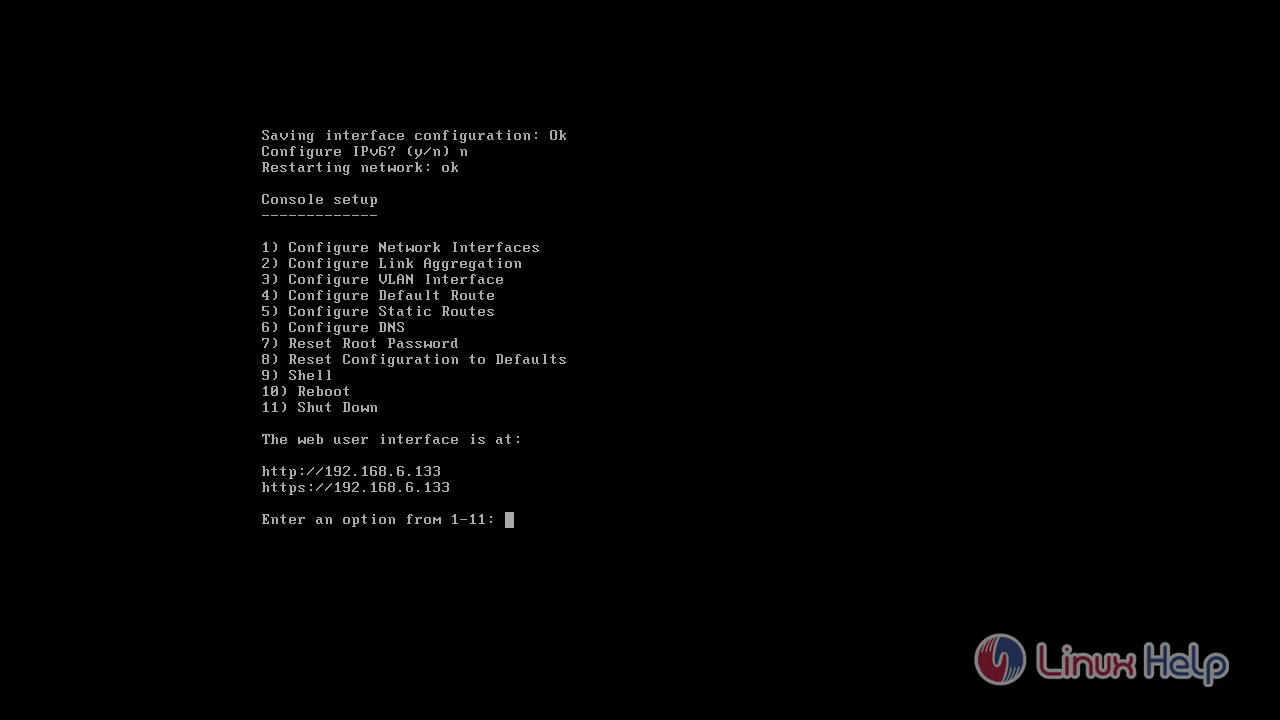 Saving interface configuration: Ok
Configure IPv6? (y/n) n
Restarting network: ok
Console setup
-------------
1) Configure Network Interfaces
2) Configure Link Aggregation
3) Configure VLAN Interface
4) Configure Default Route
5) Configure Static Routes
6) Configure DNS
7) Reset Root Password
8) Reset Configuration to Defaults
9) Shell
10) Reboot
11) Shut Down
The web user interface is at:
http://192.168.6.133
https://192.168.6.133
Enter an option from 1-11:
Linux Help